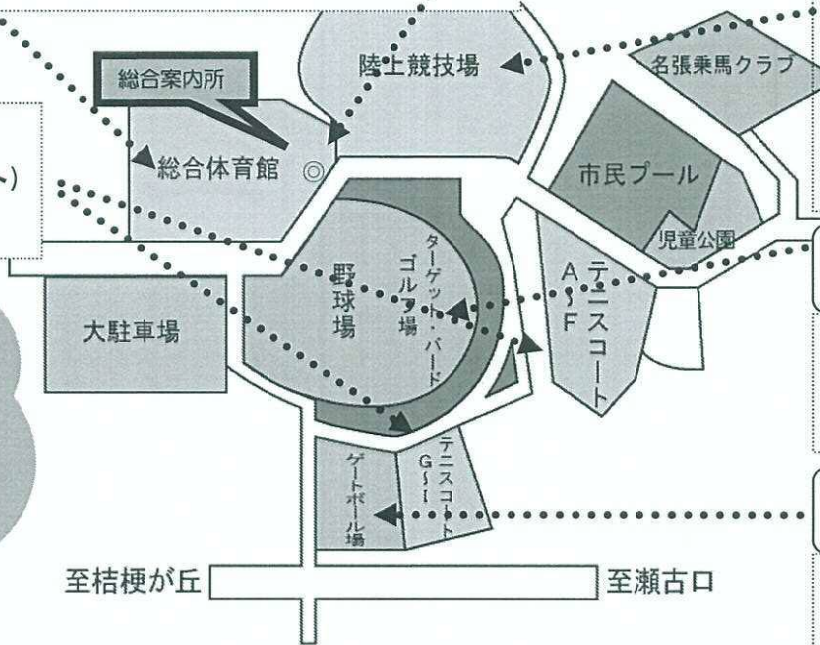 陸上競技場
名張乗馬クラブ
総合案内所
ト)
総合体育館 ◎
市民プール
児童公園
野球場
ターゲット・バード
ゴルフ場
テニスコート
A~F
大駐車場
ゲートボール場
テニスコート
G~I
至桔梗が丘
至瀬古口